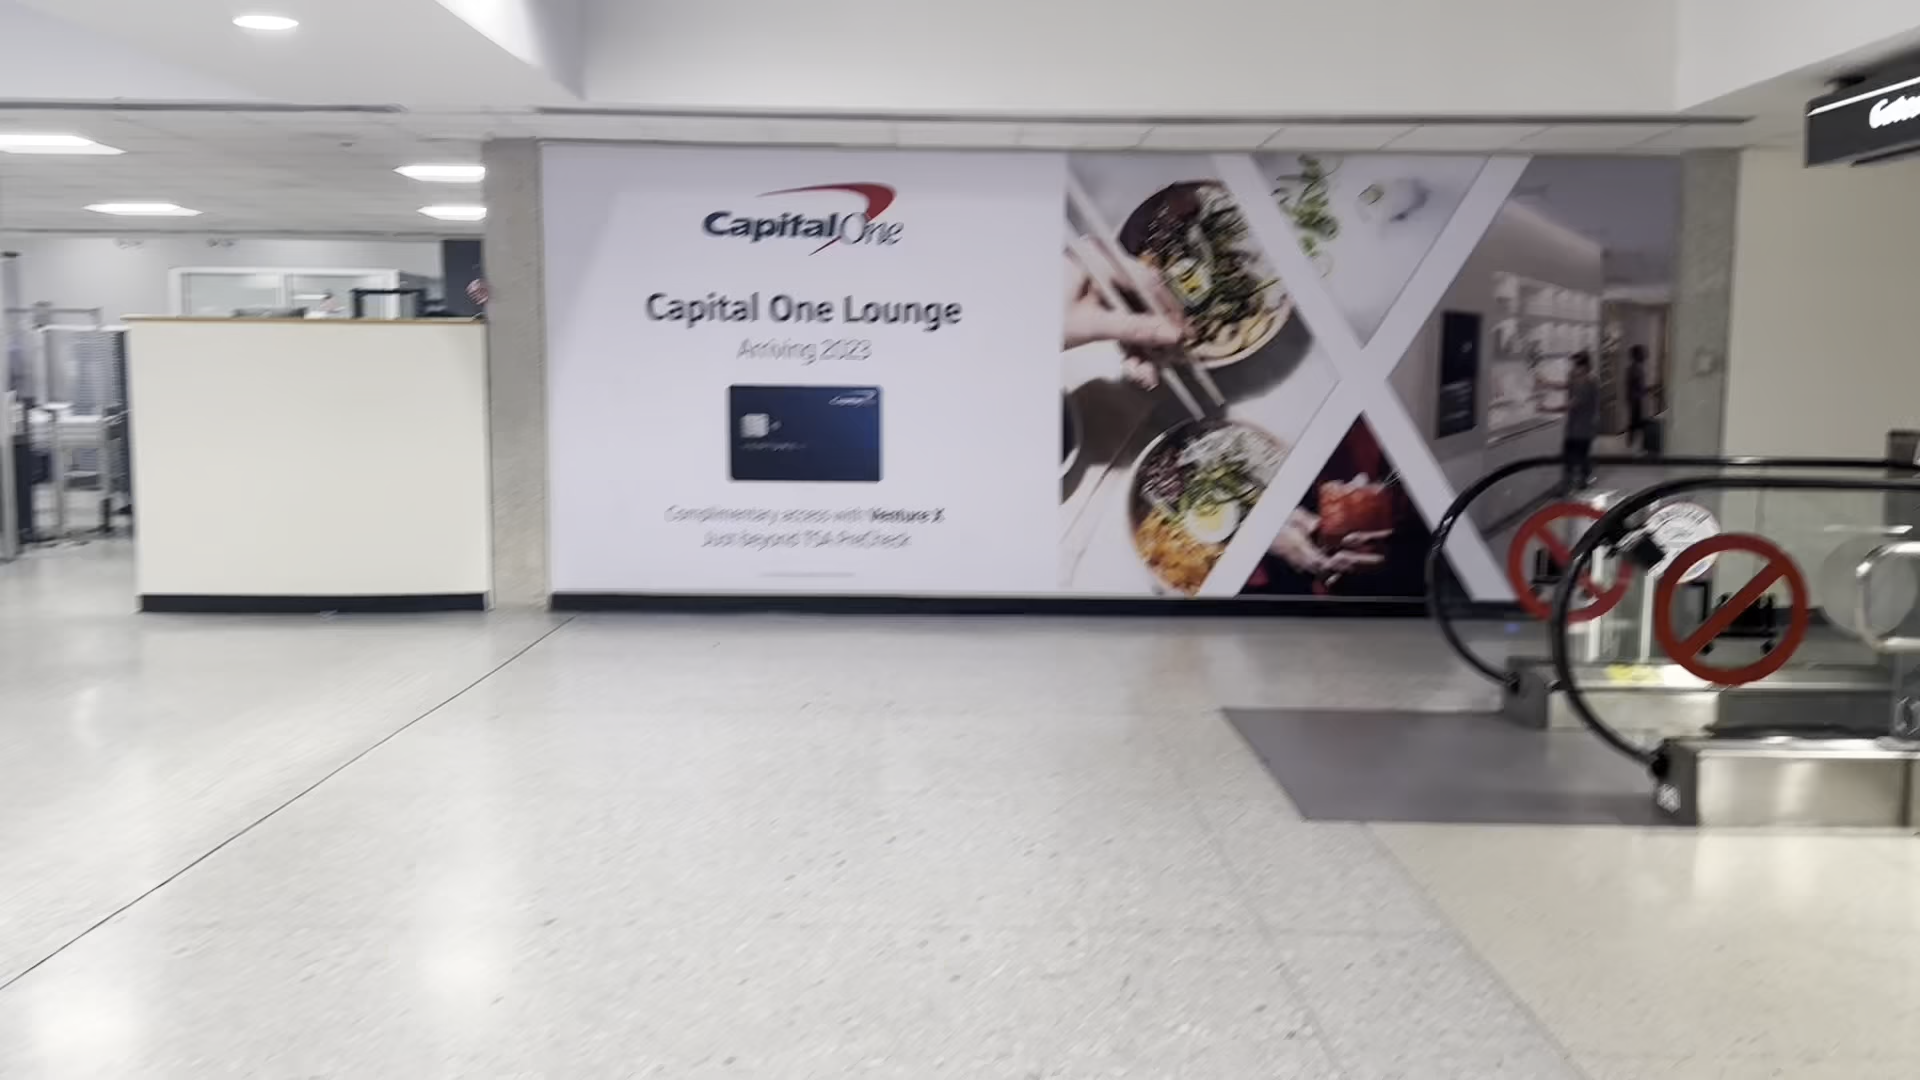 Capital One
Capital One Lounge
Arriving 2023
Complimentary access with Venture X
Just beyond TSA PreCheck